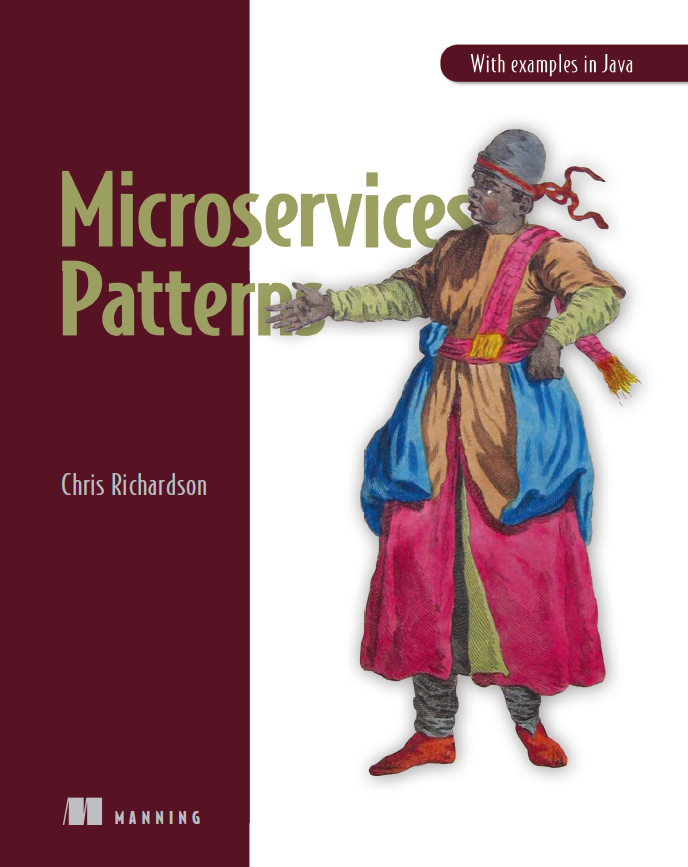 With examples in Java
Microservices
Patterns
Chris Richardson
MANNING